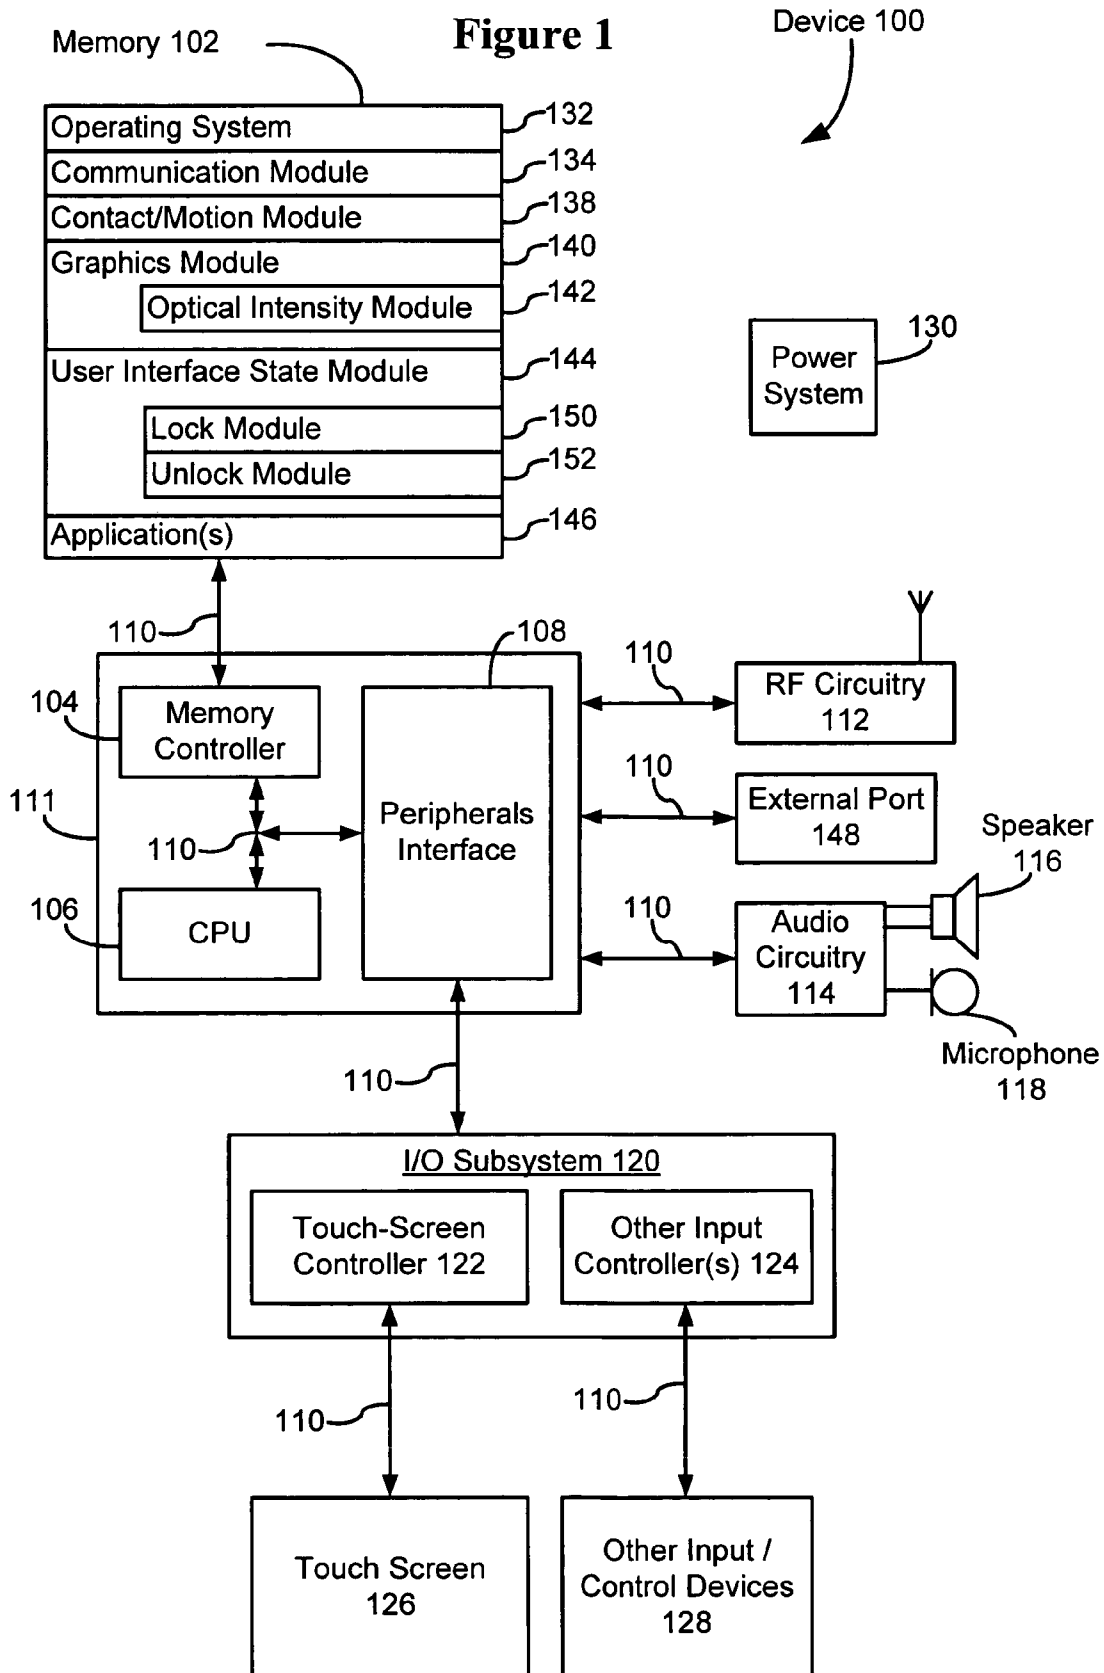 Figure 1
Device 100
Memory 102
Operating System 132
Communication Module 134
Contact/Motion Module 138
Graphics Module 140
Optical Intensity Module 142
User Interface State Module 144
Lock Module 150
Unlock Module 152
Application(s) 146
Power
System
130
110
108
104
Memory
Controller
111
110
106
CPU
Peripherals
Interface
110
RF Circuitry
112
110
External Port
148
Speaker
116
110
Audio
Circuitry
114
Microphone
118
110
I/O Subsystem 120
Touch-Screen
Controller 122
Other Input
Controller(s) 124
110
110
Touch Screen
126
Other Input /
Control Devices
128